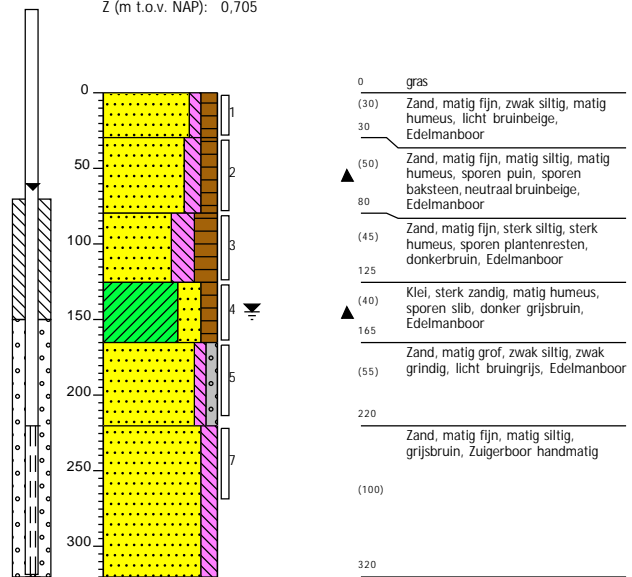 Z (m t.o.v. NAP): 0,705
0
50
100
150
200
250
300
1
2
3
4
5
7
0 gras
(30) Zand, matig fijn, zwak siltig, matig
humeus, licht bruinbeige,
30 Edelmanboor
(50) Zand, matig fijn, matig siltig, matig
humeus, sporen puin, sporen
baksteen, neutraal bruinbeige,
80 Edelmanboor
(45) Zand, matig fijn, sterk siltig, sterk
humeus, sporen plantenresten,
donkerbruin, Edelmanboor
125
(40) Klei, sterk zandig, matig humeus,
sporen slib, donker grijsbruin,
Edelmanboor
165
Zand, matig grof, zwak siltig, zwak
(55) grindig, licht bruingrijs, Edelmanboor
220
Zand, matig fijn, matig siltig,
grijsbruin, Zuigerboor handmatig
(100)
320